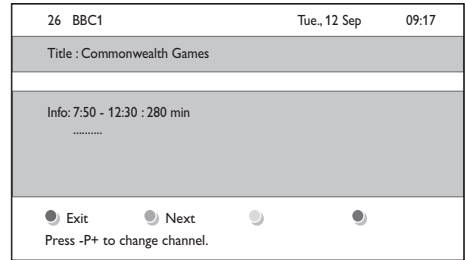 26 BBC1 Tue., 12 Sep 09:17
Title : Commonwealth Games
Info: 7:50 - 12:30 : 280 min
..........
Exit Next
Press -P+ to change channel.